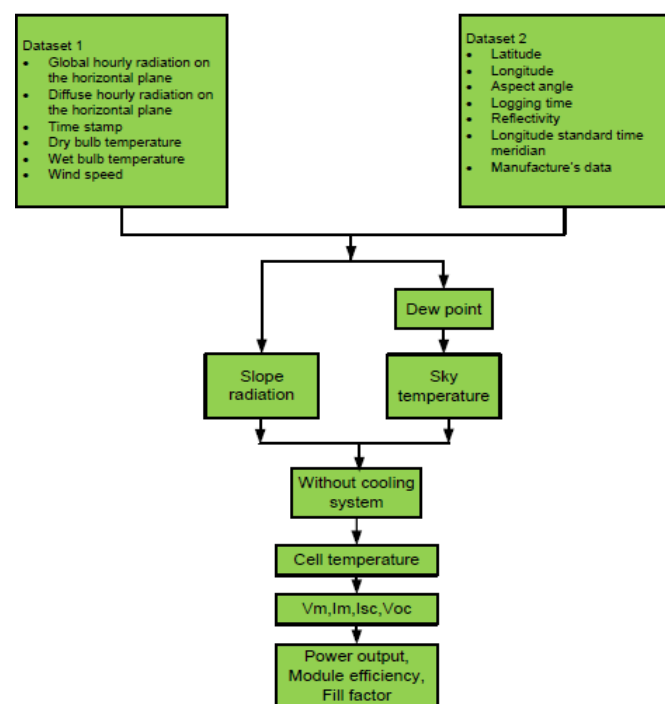 Dataset 1
• Global hourly radiation on
the horizontal plane
• Diffuse hourly radiation on
the horizontal plane
• Time stamp
• Dry bulb temperature
• Wet bulb temperature
• Wind speed
Dataset 2
• Latitude
• Longitude
• Aspect angle
• Logging time
• Reflectivity
• Longitude standard time
meridian
• Manufacture's data
Dew point
Slope
radiation
Sky
temperature
Without cooling
system
Cell temperature
Vm,Im,Isc,Voc
Power output,
Module efficiency,
Fill factor